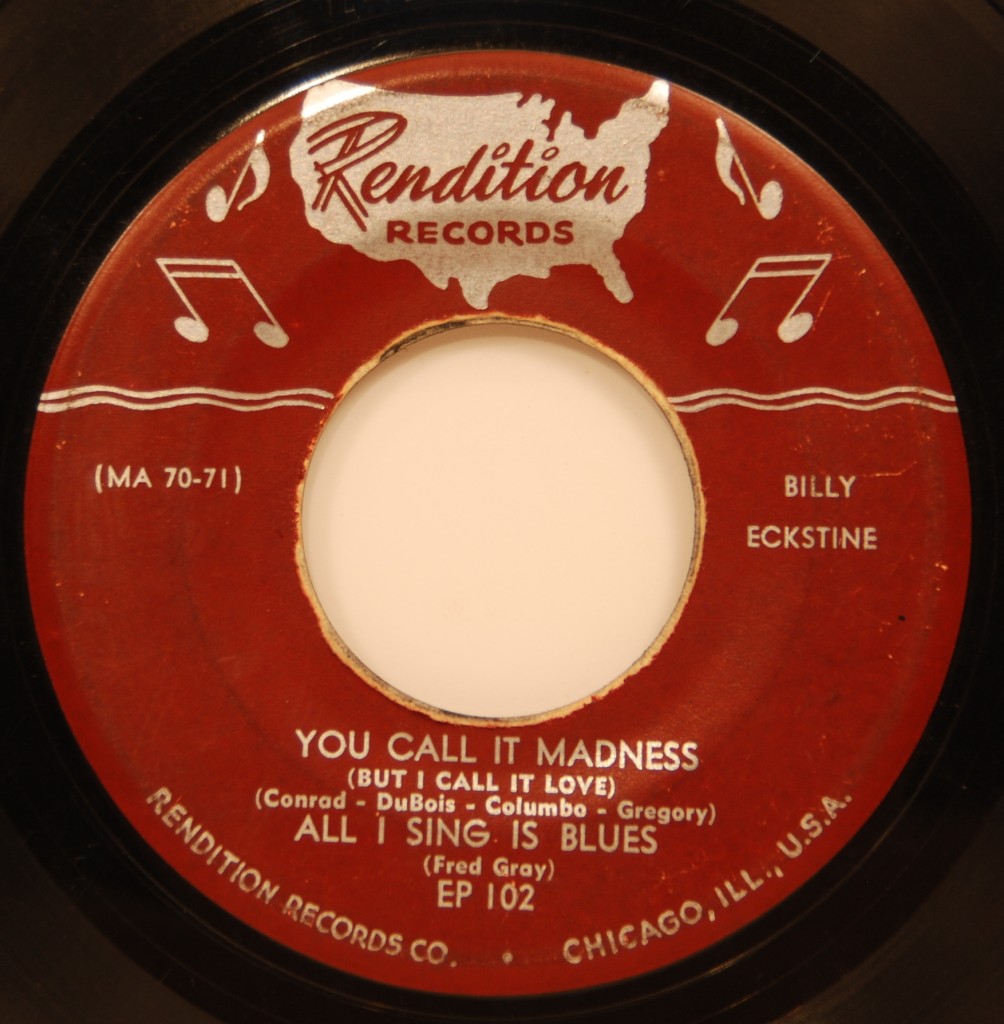 Rendition
RECORDS
(MA 70-71)
BILLY
ECKSTINE
YOU CALL IT MADNESS
(BUT I CALL IT LOVE)
(Conrad - DuBois - Columbo - Gregory)
ALL I SING IS BLUES
(Fred Gray)
EP 102
RENDITION RECORDS CO. • CHICAGO, ILL., U.S.A.